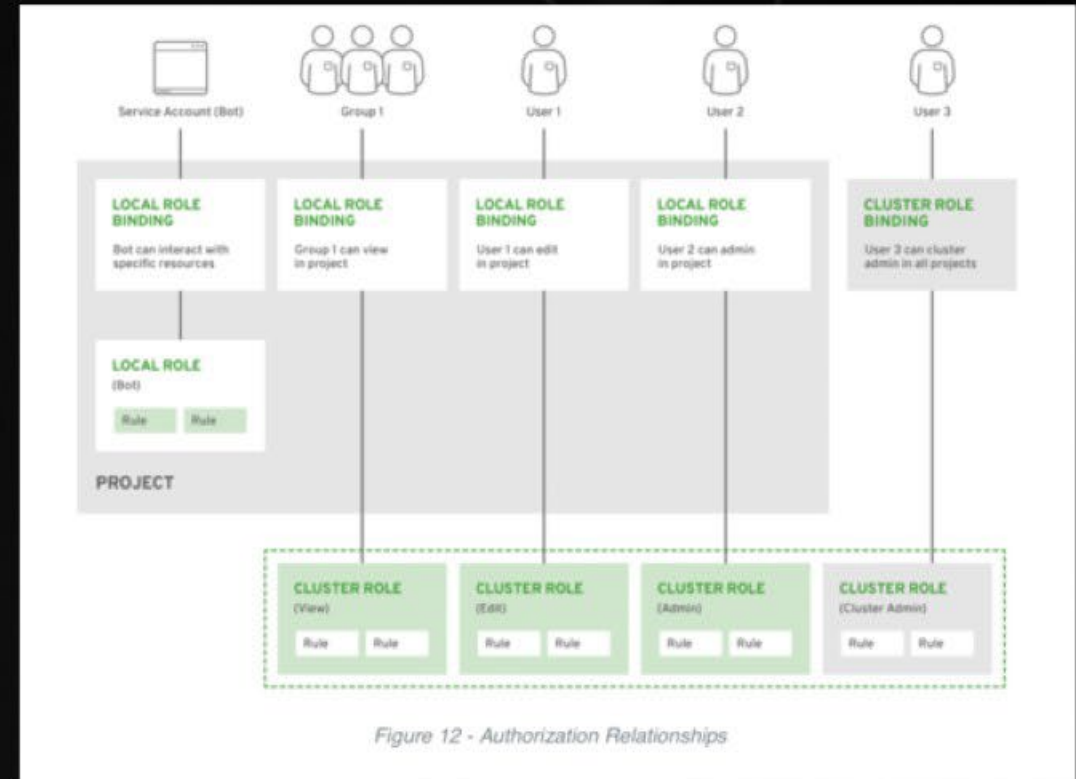 Service Account (Bot)
Group 1
User 1
User 2
User 3
LOCAL ROLE
BINDING
Bot can interact with
specific resources
LOCAL ROLE
BINDING
Group 1 can view
in project
LOCAL ROLE
BINDING
User 1 can edit
in project
LOCAL ROLE
BINDING
User 2 can admin
in project
CLUSTER ROLE
BINDING
User 3 can cluster
admin in all projects
LOCAL ROLE
(Bot)
Rule
Rule
PROJECT
CLUSTER ROLE
(View)
Rule
Rule
CLUSTER ROLE
(Edit)
Rule
Rule
CLUSTER ROLE
(Admin)
Rule
Rule
CLUSTER ROLE
(Cluster Admin)
Rule
Rule
Figure 12 - Authorization Relationships